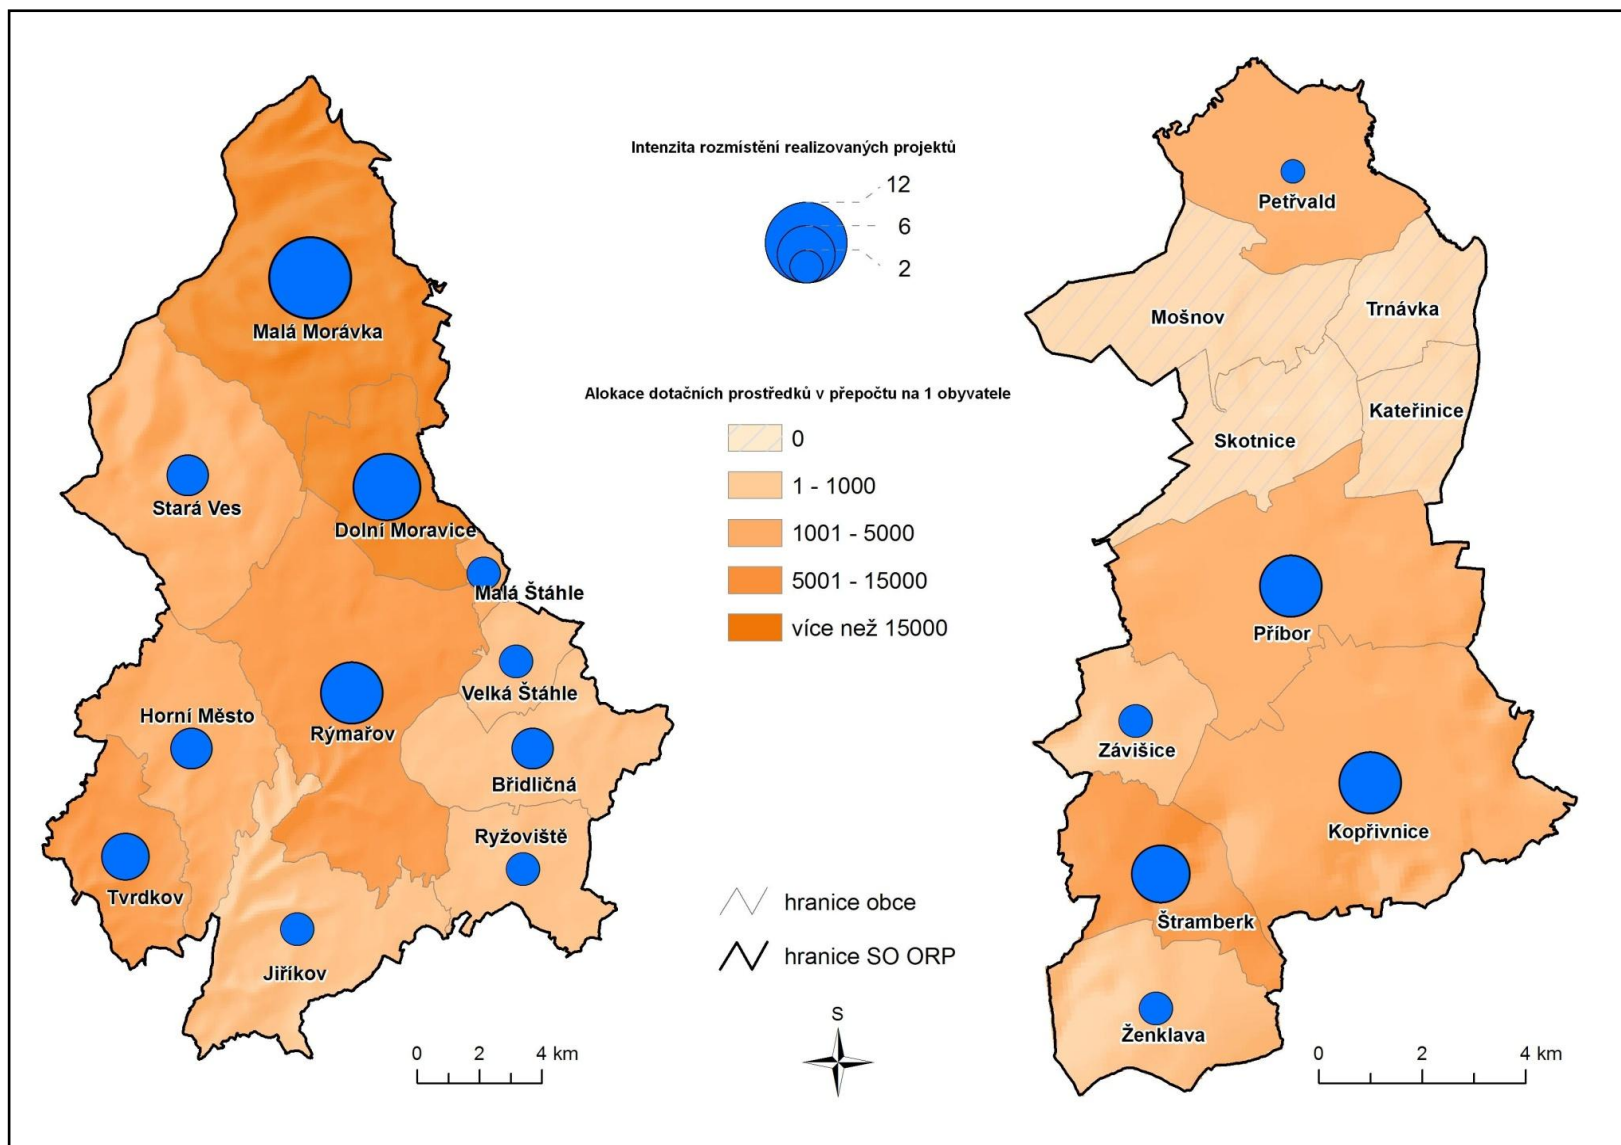 Intenzita rozmístění realizovaných projektů
12
6
2
Alokace dotačních prostředků v přepočtu na 1 obyvatele
0
1 - 1000
1001 - 5000
5001 - 15000
více než 15000
hranice obce
hranice SO ORP
S
Malá Morávka
Stará Ves
Dolní Moravice
Malá Štáhle
Velká Štáhle
Horní Město
Rýmařov
Břidličná
Ryžoviště
Tvrdkov
Jiříkov
0 2 4 km
Petřvald
Mošnov
Trnávka
Skotnice
Kateřinice
Příbor
Závišice
Kopřivnice
Štramberk
Ženklava
0 2 4 km